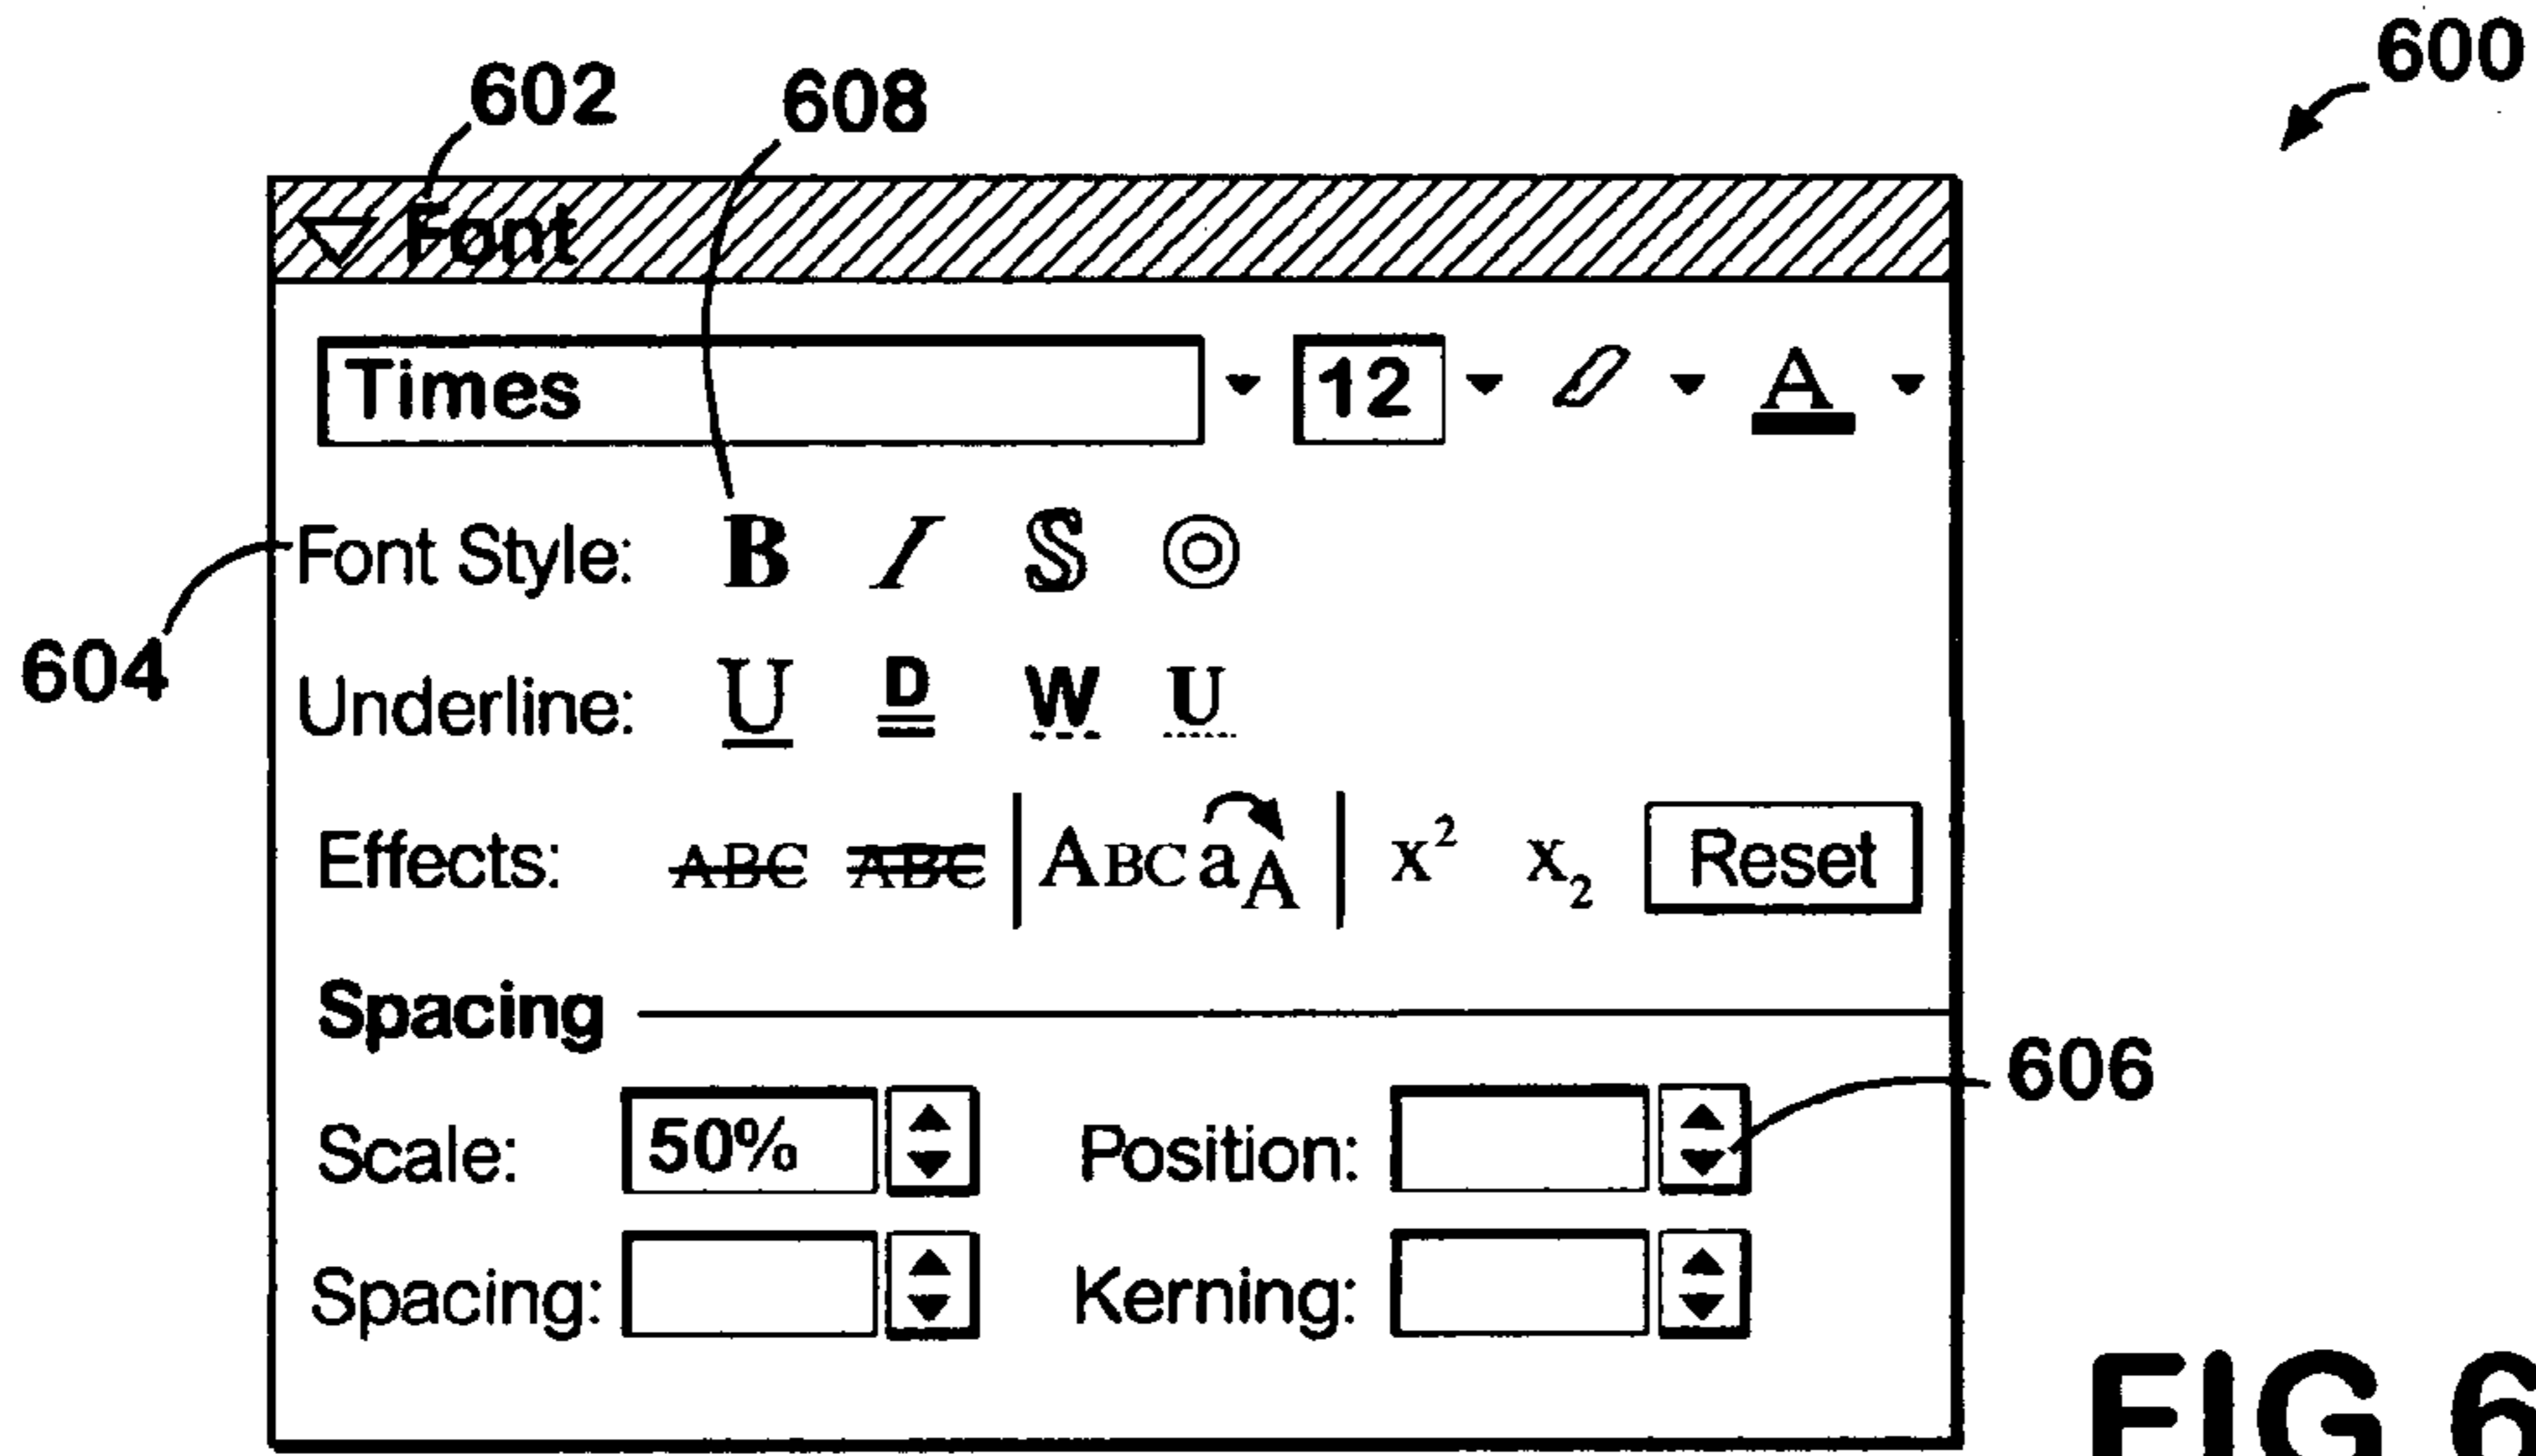 600
602 608
Font
Times 12 A
Font Style: B I S O
604
Underline: U D W U
Effects: ABC ABC ABC aA x² x₂ Reset
Spacing
606
Scale: 50% Position:
Spacing: Kerning:
FIG 6